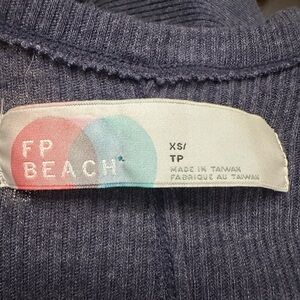 FP
BEACH
XS/
TP
MADE IN TAIWAN
FABRIQUÉ AU TAIWAN